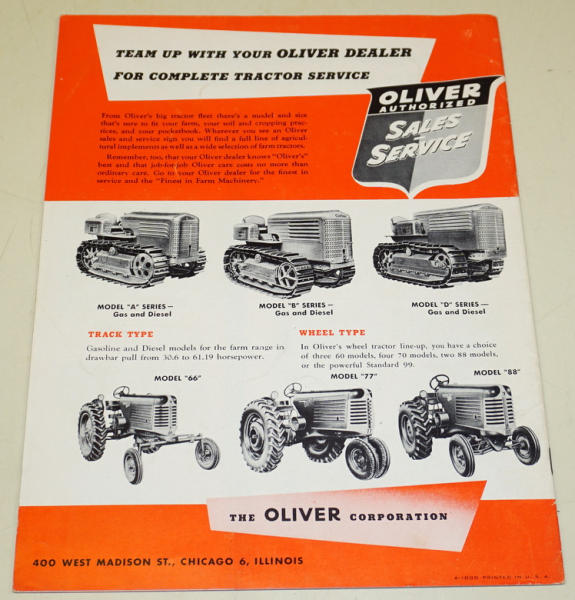 TEAM UP WITH YOUR OLIVER DEALER
FOR COMPLETE TRACTOR SERVICE
OLIVER
AUTHORIZED
SALES
SERVICE
From Oliver's big tractor fleet there's a model and size
that's sure to fit your farm, your soil and cropping prac-
tices, and your pocketbook. Wherever you see an Oliver
sales and service sign you will find a full line of agricul-
tural implements as well as a wide selection of farm tractors.
Remember, too, that your Oliver dealer knows "Oliver's"
best and that job-for-job Oliver care costs no more than
ordinary care. Go to your Oliver dealer for the finest in
service and the "Finest in Farm Machinery."
MODEL "A" SERIES—
Gas and Diesel
MODEL "B" SERIES—
Gas and Diesel
MODEL "D" SERIES—
Gas and Diesel
TRACK TYPE
Gasoline and Diesel models for the farm range in
drawbar pull from 30.6 to 61.19 horsepower.
WHEEL TYPE
In Oliver's wheel tractor line-up, you have a choice
of three 60 models, four 70 models, two 88 models,
or the powerful Standard 99.
MODEL "66"
MODEL "77"
MODEL "88"
THE OLIVER CORPORATION
400 WEST MADISON ST., CHICAGO 6, ILLINOIS
PRINTED IN U. S. A.